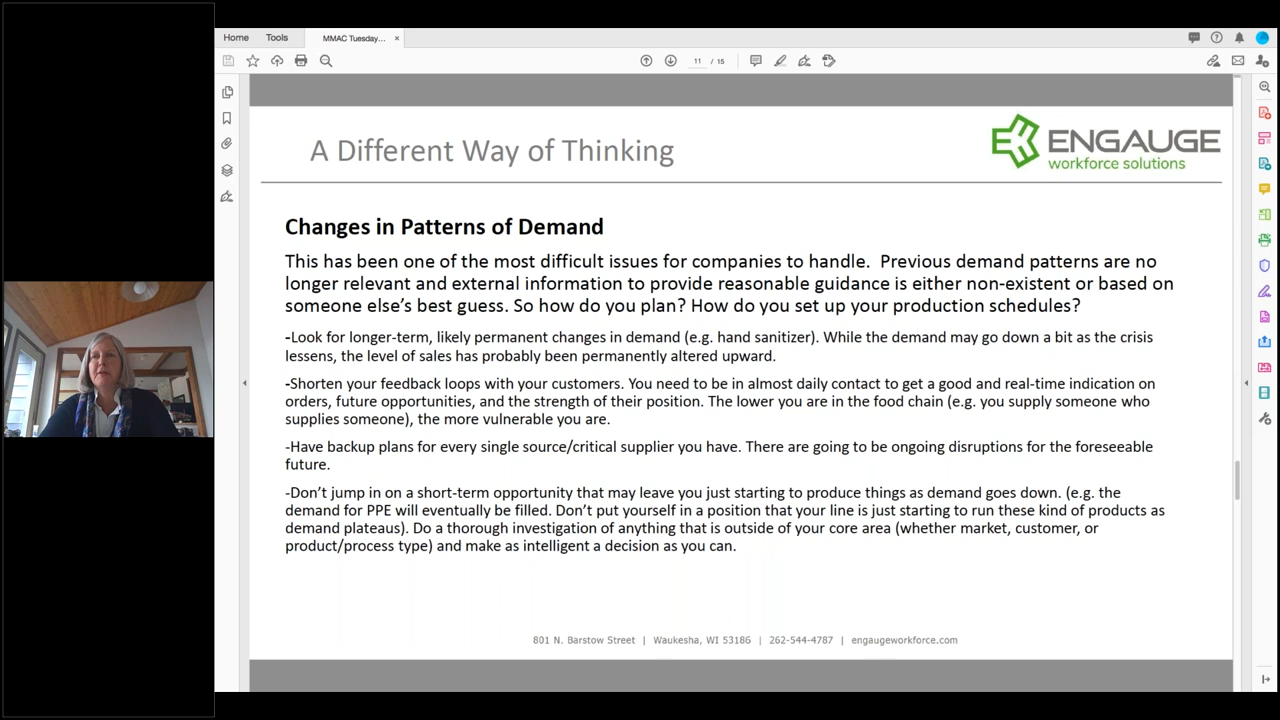 Home Tools MMAC Tuesday... ×
11 / 15
A Different Way of Thinking
ENGAUGE
workforce solutions
Changes in Patterns of Demand
This has been one of the most difficult issues for companies to handle.  Previous demand patterns are no
longer relevant and external information to provide reasonable guidance is either non-existent or based on
someone else’s best guess. So how do you plan? How do you set up your production schedules?
-Look for longer-term, likely permanent changes in demand (e.g. hand sanitizer). While the demand may go down a bit as the crisis
lessens, the level of sales has probably been permanently altered upward.
-Shorten your feedback loops with your customers. You need to be in almost daily contact to get a good and real-time indication on
orders, future opportunities, and the strength of their position. The lower you are in the food chain (e.g. you supply someone who
supplies someone), the more vulnerable you are.
-Have backup plans for every single source/critical supplier you have. There are going to be ongoing disruptions for the foreseeable
future.
-Don’t jump in on a short-term opportunity that may leave you just starting to produce things as demand goes down. (e.g. the
demand for PPE will eventually be filled. Don’t put yourself in a position that your line is just starting to run these kind of products as
demand plateaus). Do a thorough investigation of anything that is outside of your core area (whether market, customer, or
product/process type) and make as intelligent a decision as you can.
801 N. Barstow Street | Waukesha, WI 53186 | 262-544-4787 | engaugeworkforce.com